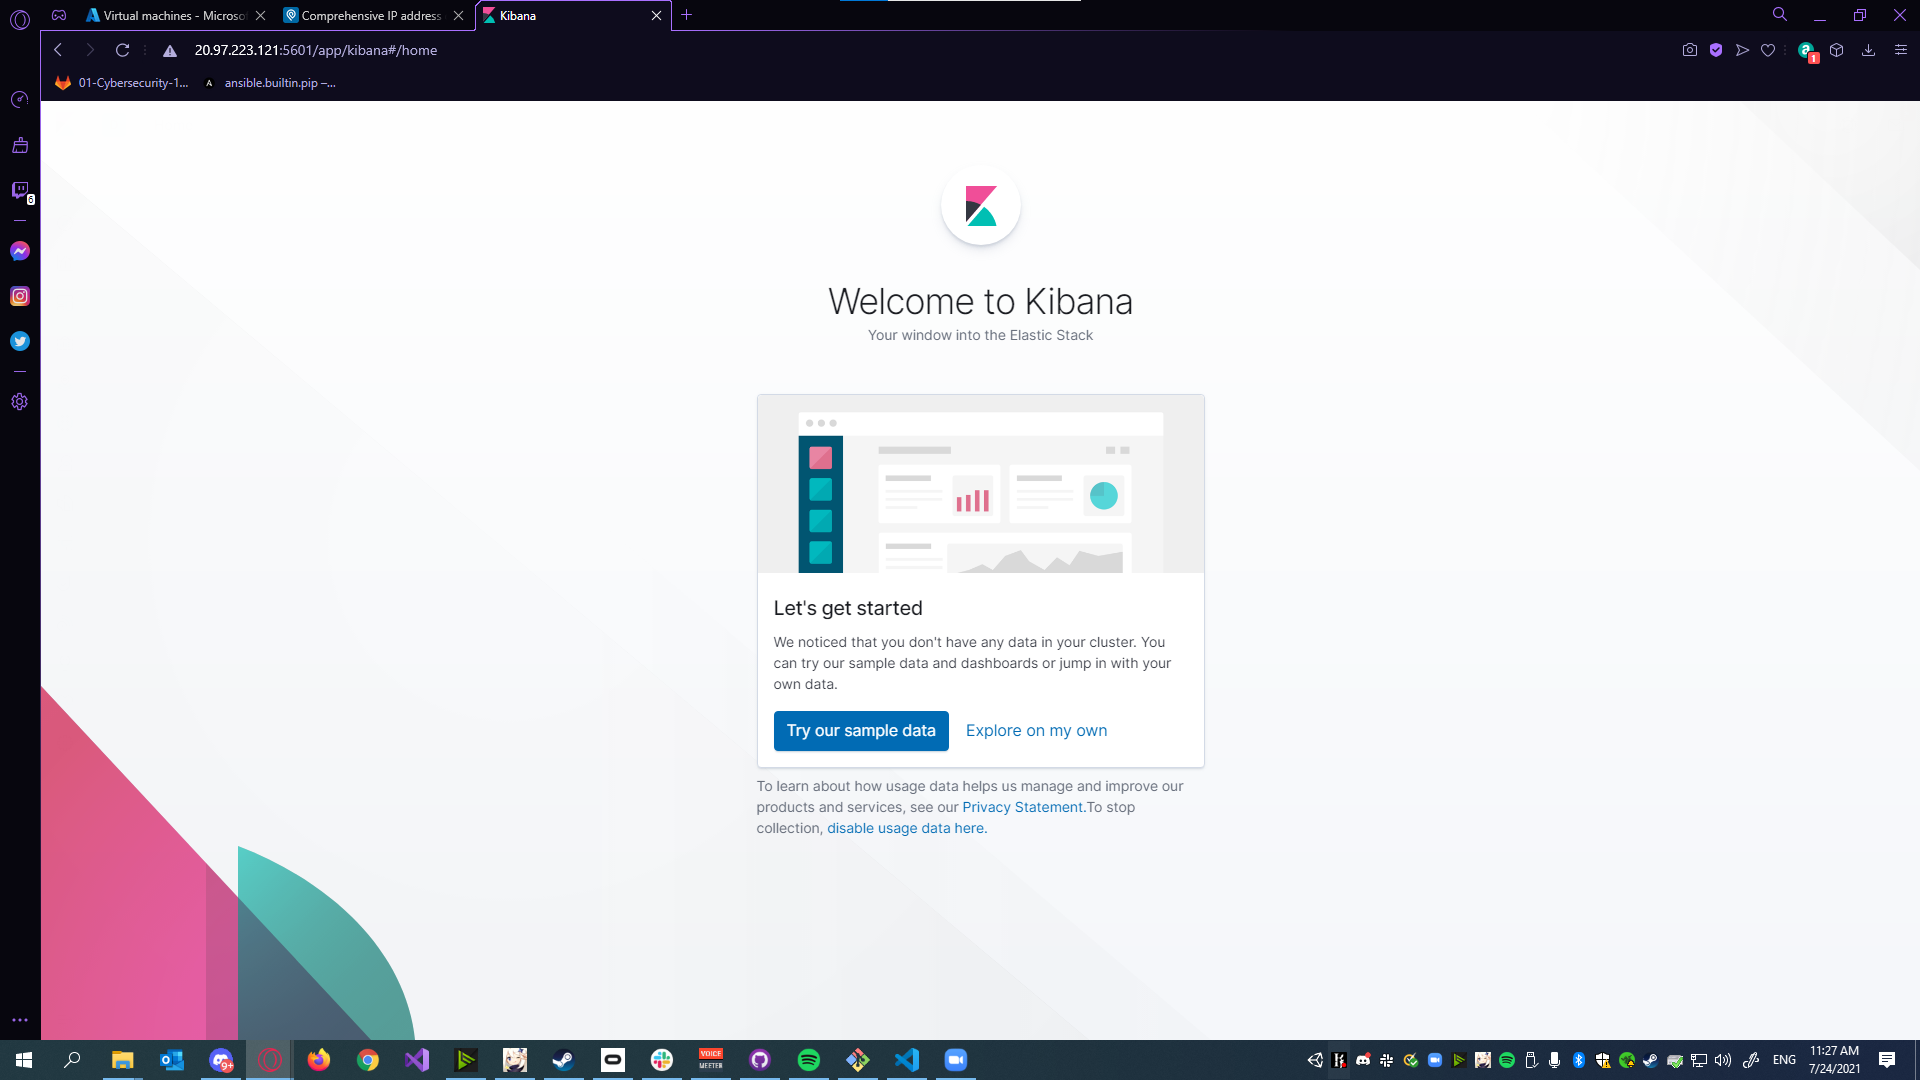 Virtual machines - Microso
Comprehensive IP address
Kibana
20.97.223.121:5601/app/kibana#/home
1
01-Cybersecurity-1...
A
ansible.builtin.pip –...
6
Welcome to Kibana
Your window into the Elastic Stack
Let's get started
We noticed that you don't have any data in your cluster. You
can try our sample data and dashboards or jump in with your
own data.
Try our sample data
Explore on my own
To learn about how usage data helps us manage and improve our
products and services, see our Privacy Statement.To stop
collection, disable usage data here.
9+
VOICE
MEETER
ENG
11:27 AM
7/24/2021